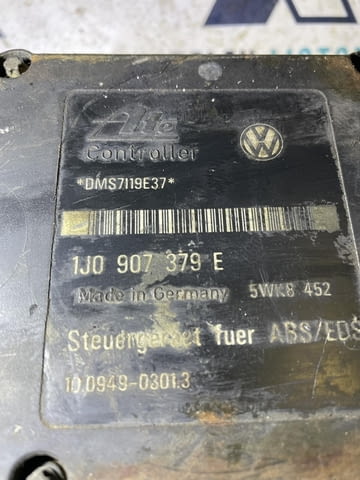 Ate
Controller
*DMS7I19E37*
1J0 907 379 E
Made in Germany 5WK8 452
Steuergeraet fuer ABS/EDS
10.0949-0301.3